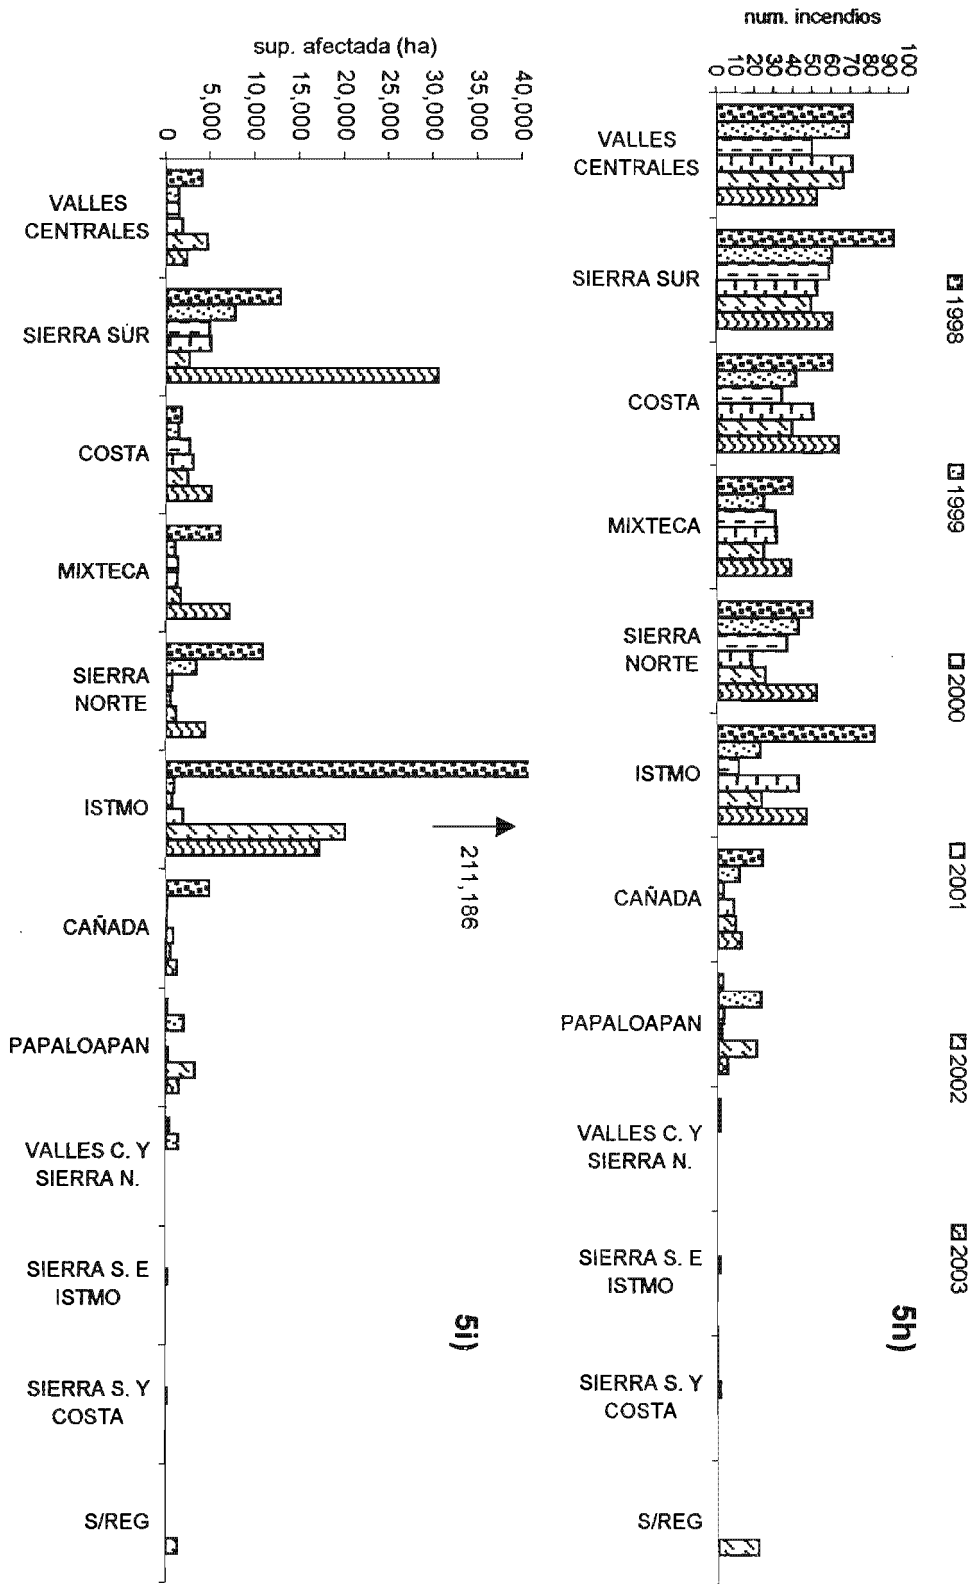 num. incendios
100
90
80
70
60
50
40
30
20
10
0
VALLES
CENTRALES
SIERRA SUR
COSTA
MIXTECA
SIERRA
NORTE
ISTMO
CAÑADA
PAPALOAPAN
VALLES C. Y
SIERRA N.
SIERRA S. E
ISTMO
SIERRA S. Y
COSTA
S/REG
5h)
1998
1999
2000
2001
2002
2003
sup. afectada (ha)
40,000
35,000
30,000
25,000
20,000
15,000
10,000
5,000
0
VALLES
CENTRALES
SIERRA SUR
COSTA
MIXTECA
SIERRA
NORTE
ISTMO
CAÑADA
PAPALOAPAN
VALLES C. Y
SIERRA N.
SIERRA S. E
ISTMO
SIERRA S. Y
COSTA
S/REG
211,186
5i)